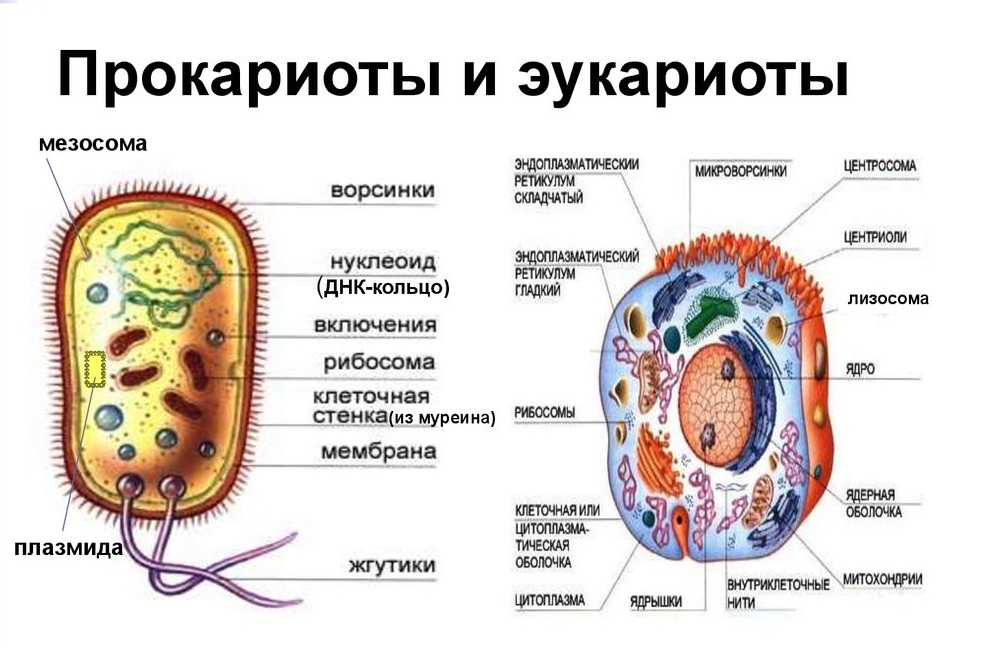 Прокариоты и эукариоты
мезосома
ворсинки
нуклеоид
(ДНК-кольцо)
включения
рибосома
клеточная
стенка(из муреина)
мембрана
плазмида
жгутики
ЭНДОПЛАЗМАТИЧЕСКИЙ
РЕТИКУЛУМ
СКЛАДЧАТЫЙ
МИКРОВОРСИНКИ
ЦЕНТРОСОМА
ЦЕНТРИОЛИ
ЭНДОПЛАЗМАТИЧЕСКИЙ
РЕТИКУЛУМ
ГЛАДКИЙ
лизосома
ЯДРО
РИБОСОМЫ
ЯДЕРНАЯ
ОБОЛОЧКА
КЛЕТОЧНАЯ ИЛИ
ЦИТОПЛАЗМА-
ТИЧЕСКАЯ
ОБОЛОЧКА
МИТОХОНДРИИ
ВНУТРИКЛЕТОЧНЫЕ
НИТИ
ЯДЫШКИ
ЦИТОПЛАЗМА